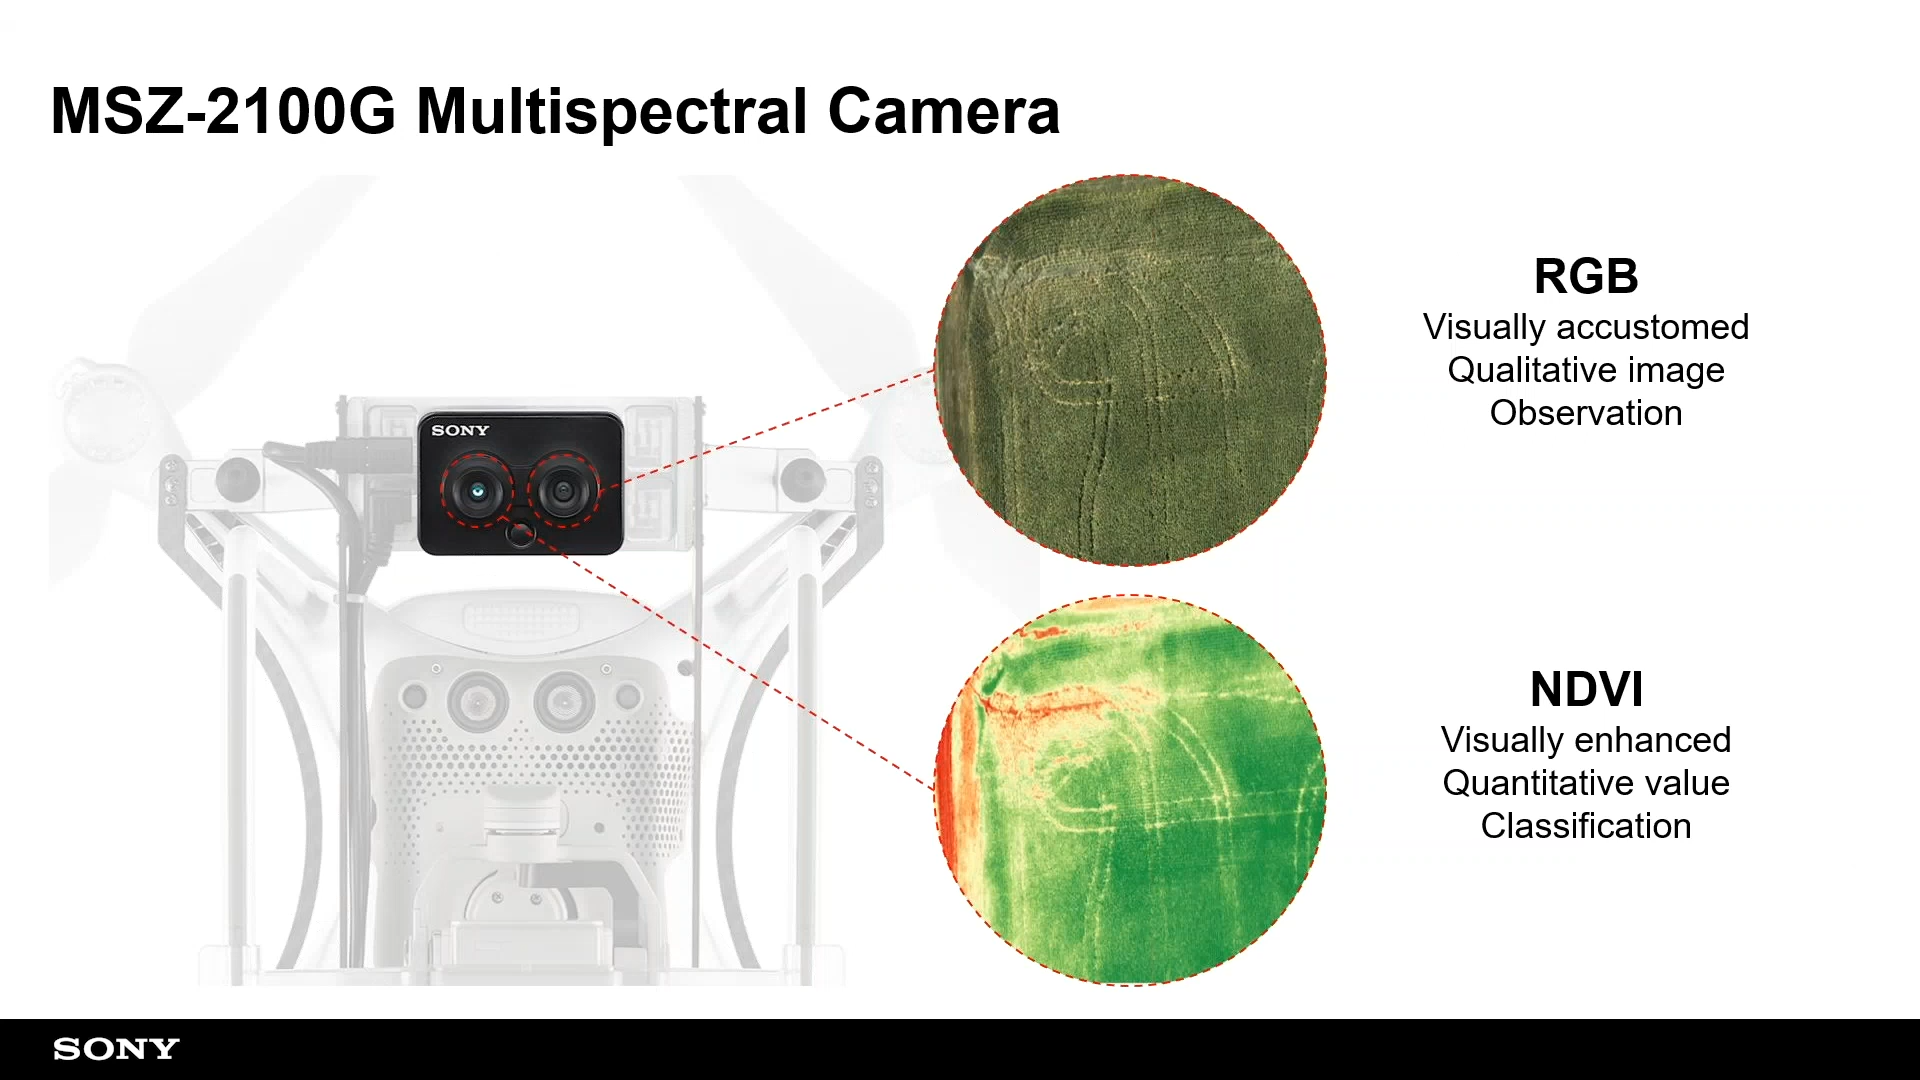 MSZ-2100G Multispectral Camera
SONY
RGB
Visually accustomed
Qualitative image
Observation
NDVI
Visually enhanced
Quantitative value
Classification
SONY